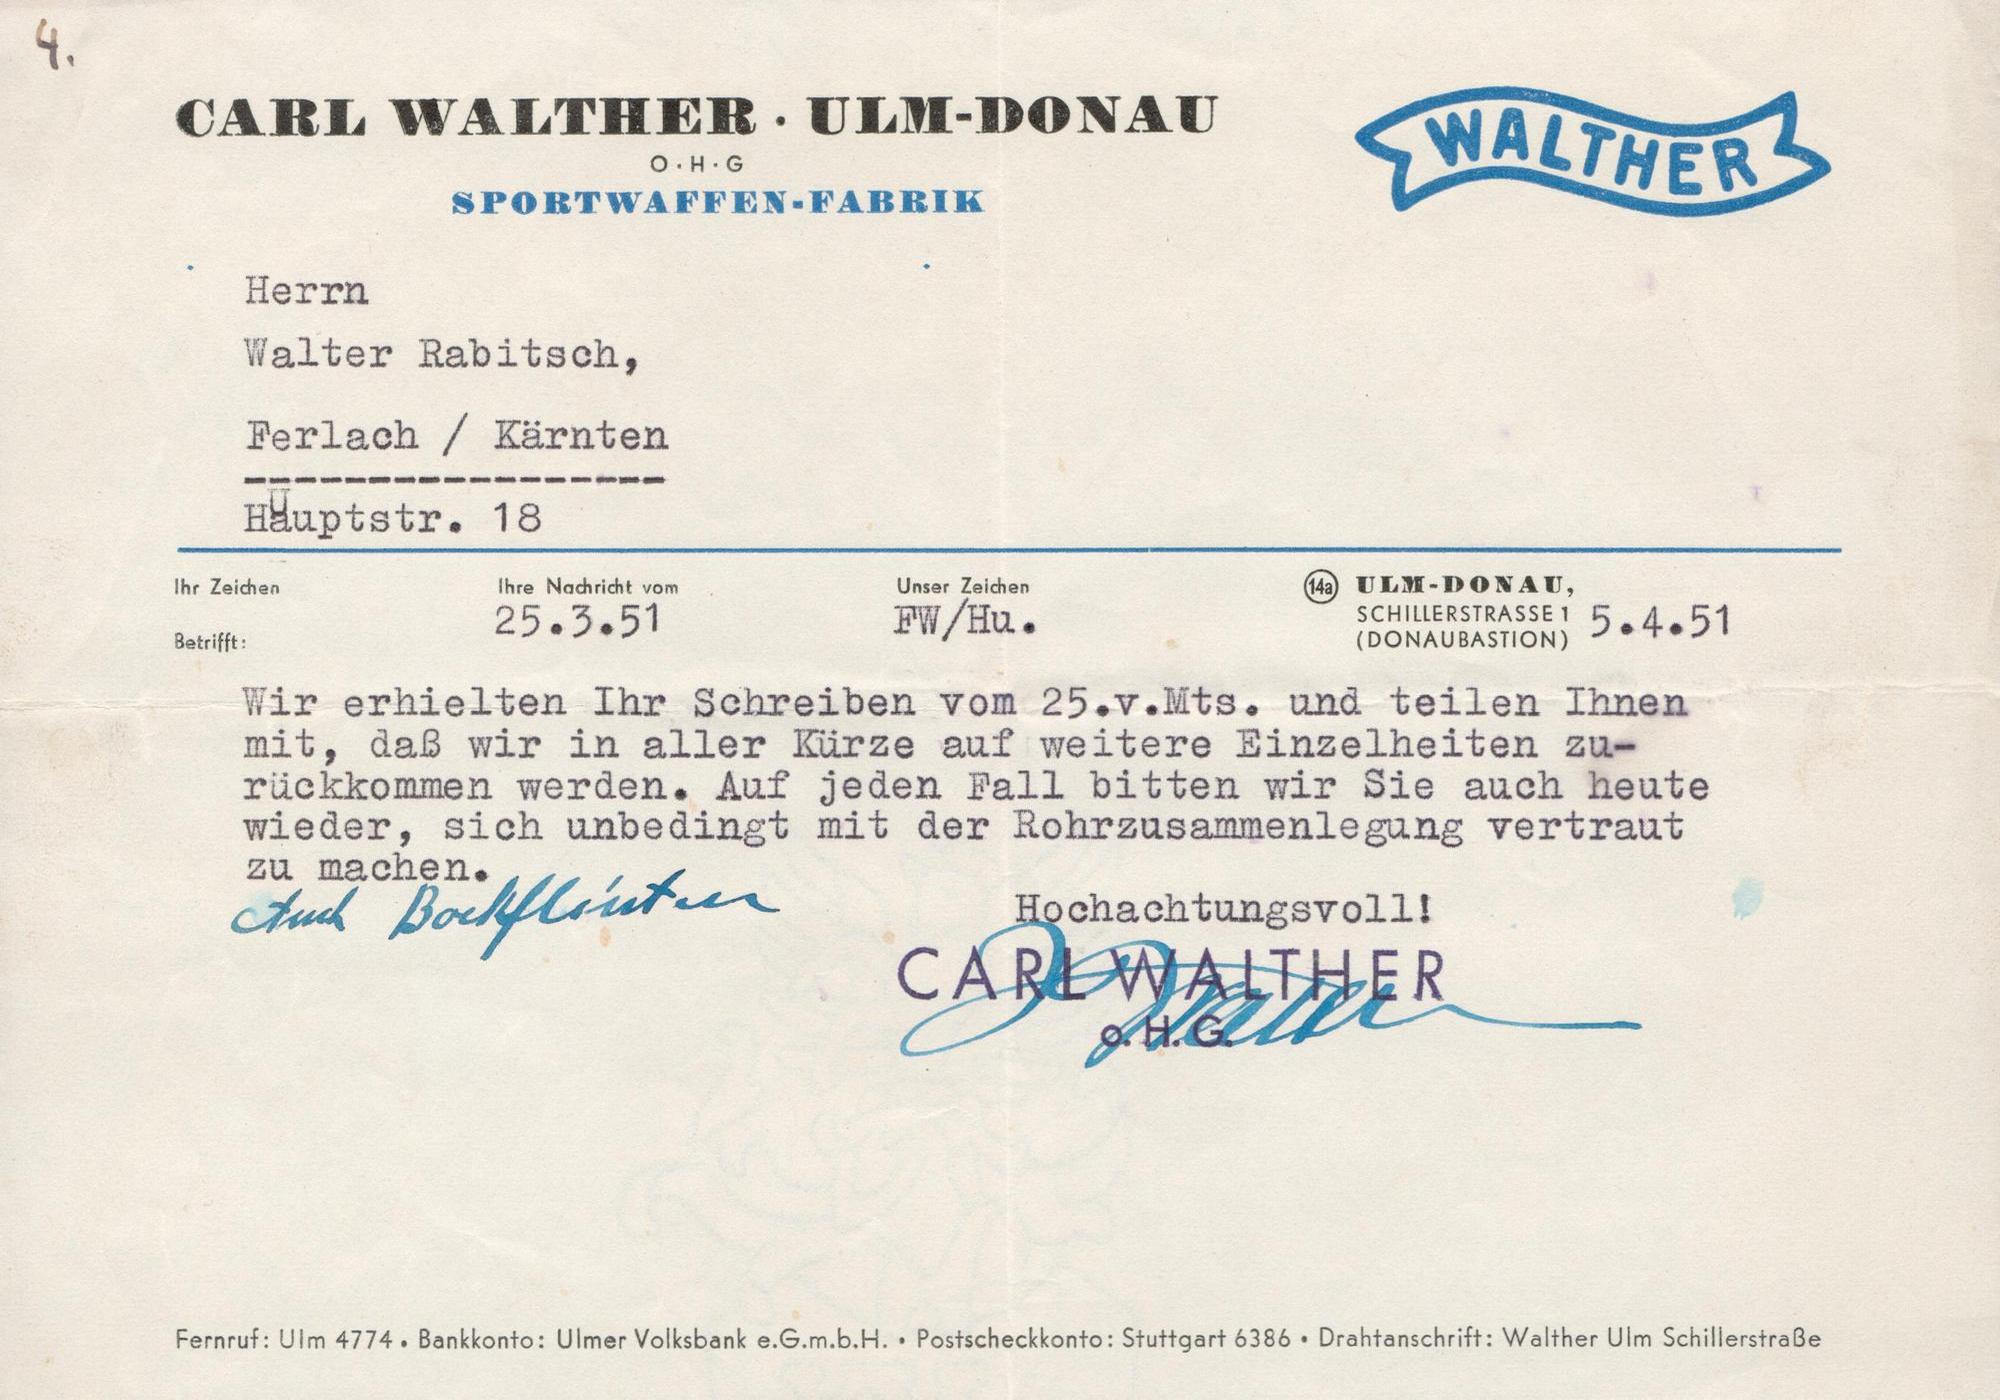 4.
CARL WALTHER · ULM-DONAU
O·H·G
SPORTWAFFEN-FABRIK
WALTHER
Herrn
Walter Rabitsch,
Ferlach / Kärnten
-----------------
Hauptstr. 18
Ihr Zeichen
Ihre Nachricht vom
25.3.51
Unser Zeichen
FW/Hu.
14a ULM-DONAU,
SCHILLERSTRASSE 1
(DONAUBASTION)
5.4.51
Betrifft:
Wir erhielten Ihr Schreiben vom 25.v.Mts. und teilen Ihnen
mit, daß wir in aller Kürze auf weitere Einzelheiten zu-
rückkommen werden. Auf jeden Fall bitten wir Sie auch heute
wieder, sich unbedingt mit der Rohrzusammenlegung vertraut
zu machen.
Auch Bockflinten
Hochachtungsvoll!
CARL WALTHER
o.H.G.
Walther
Fernruf: Ulm 4774 • Bankkonto: Ulmer Volksbank e.G.m.b.H. • Postscheckkonto: Stuttgart 6386 • Drahtanschrift: Walther Ulm Schillerstraße